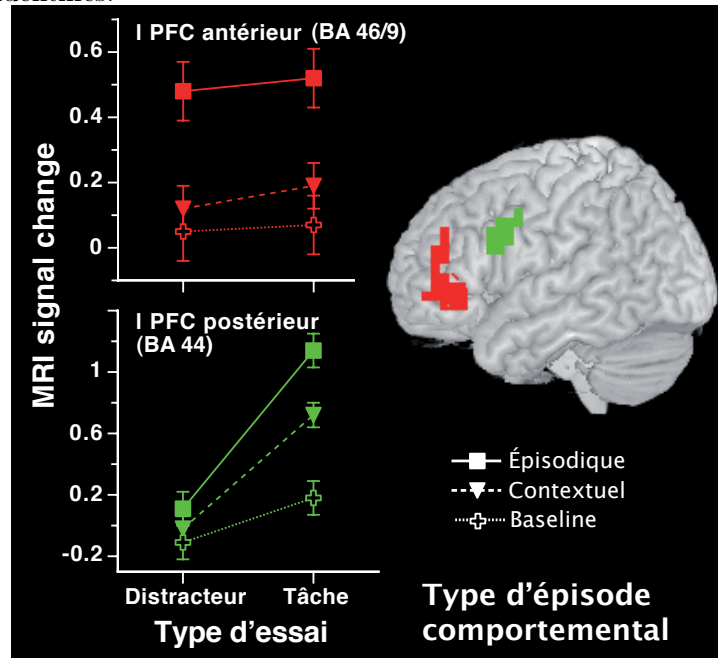 l PFC antérieur (BA 46/9)
0.6
0.4
0.2
0
MRI signal change
l PFC postérieur
(BA 44)
1
0.6
0.2
-0.2
Distracteur Tâche
Type d'essai
Épisodique
Contextuel
Baseline
Type d'épisode
comportemental